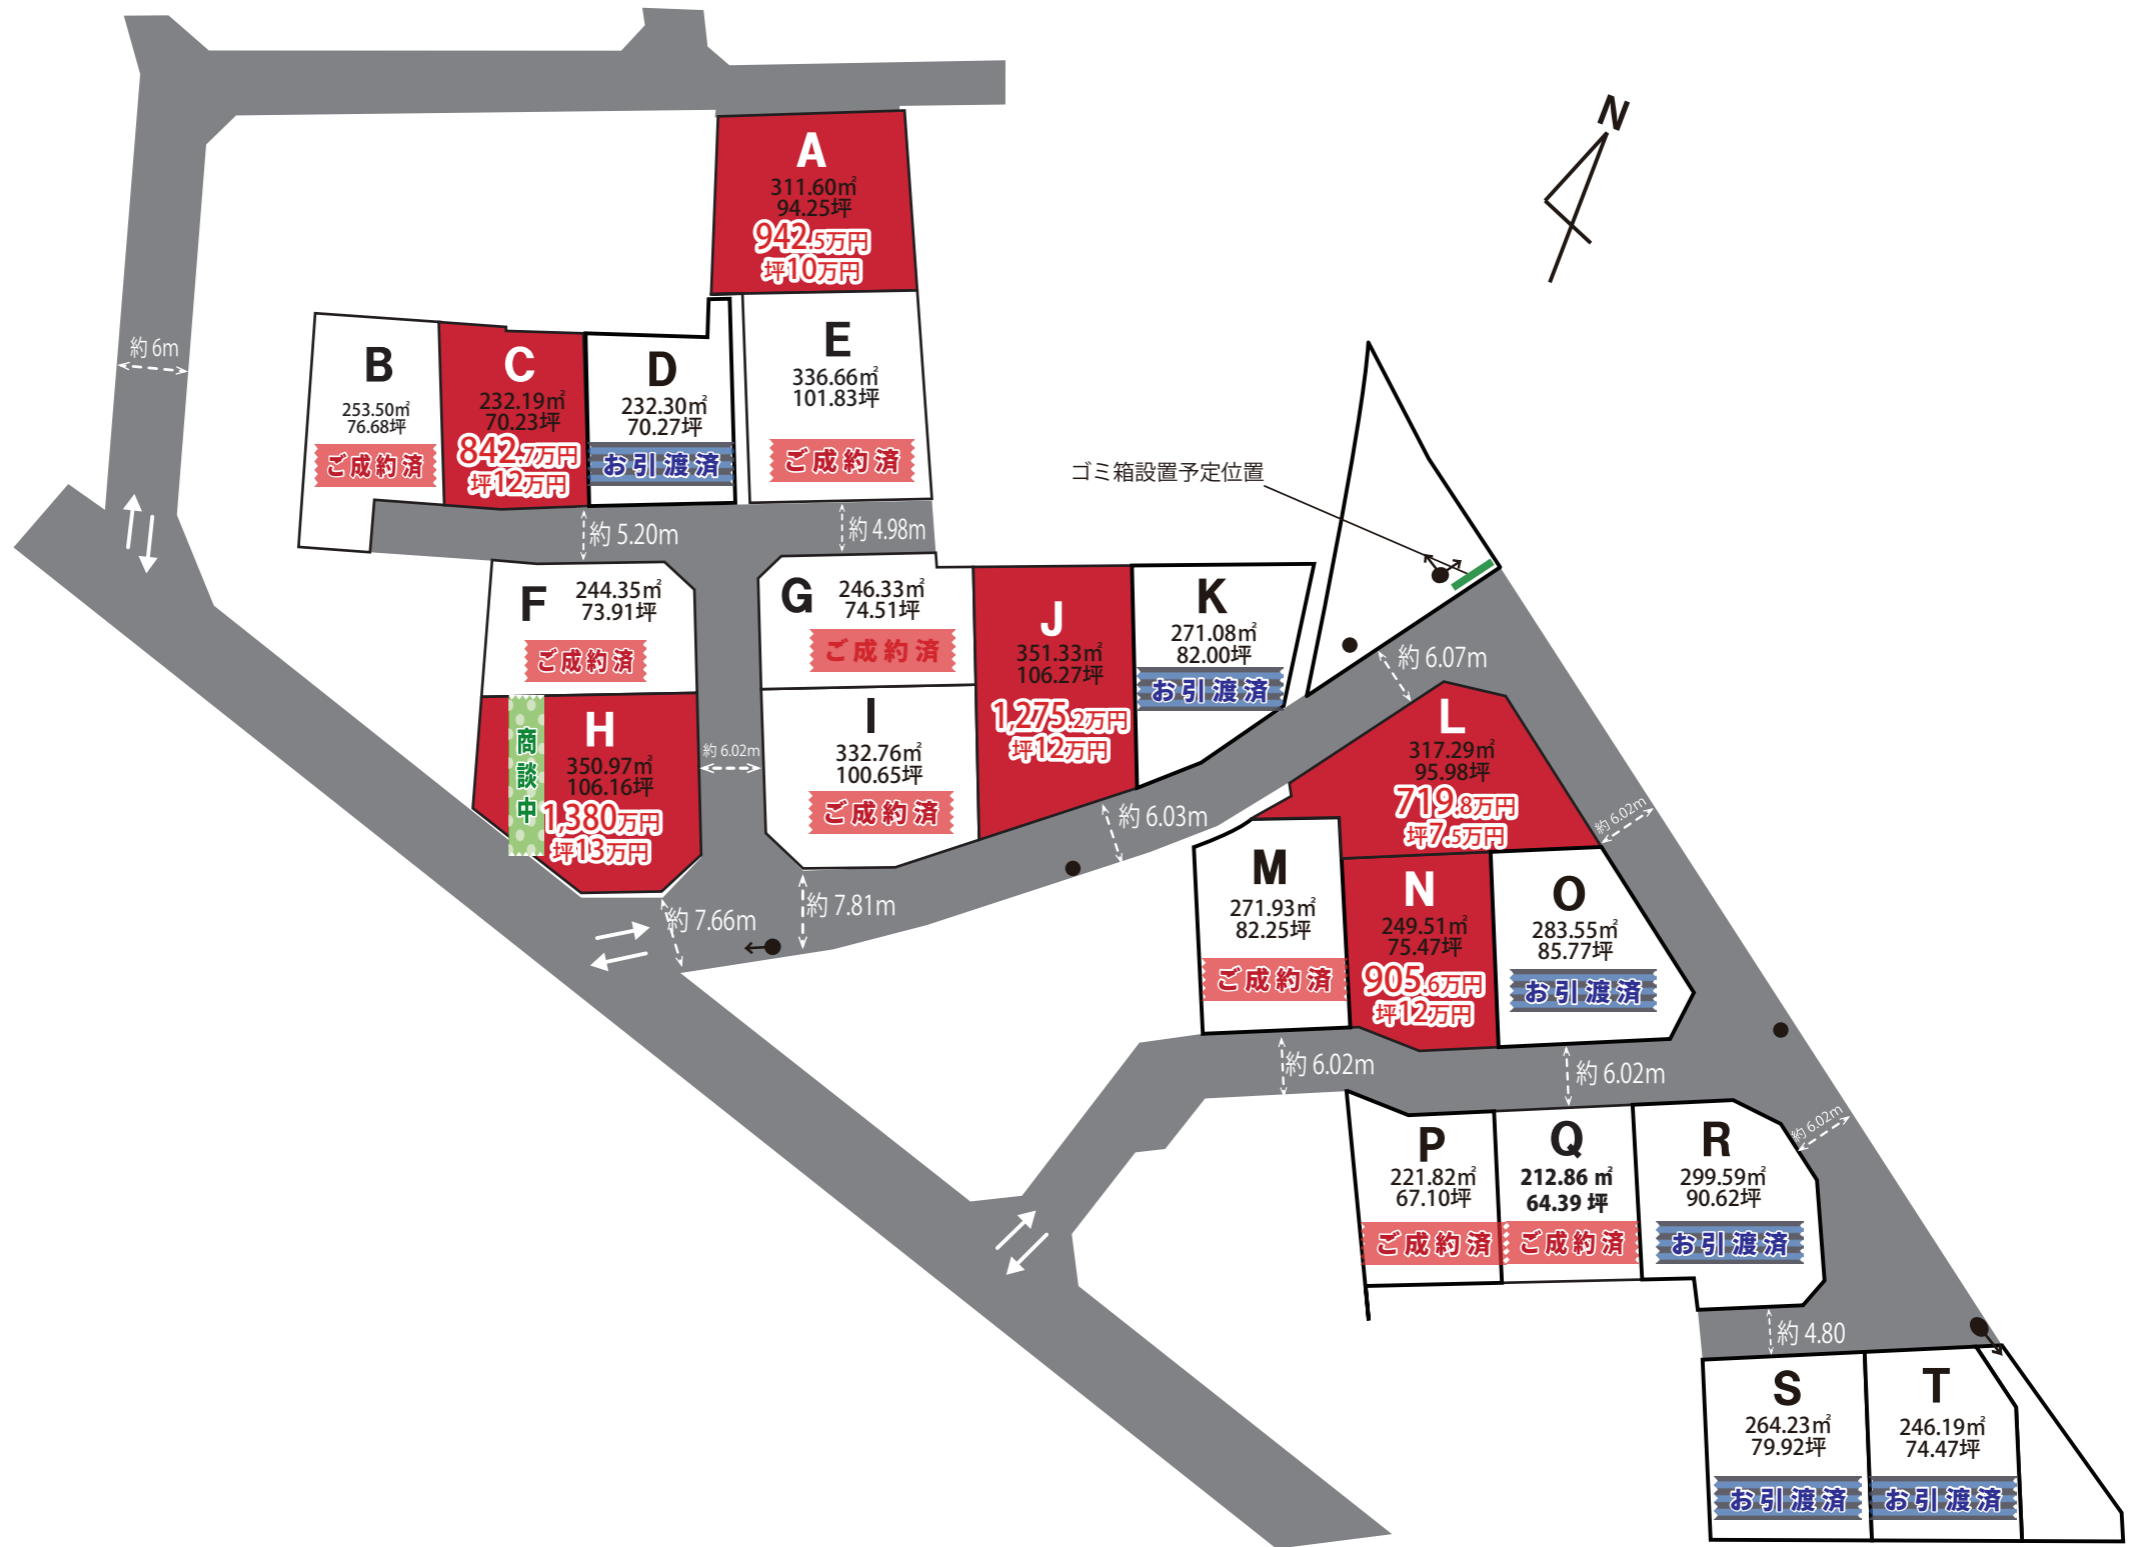 N
A
311.60㎡
94.25坪
942.5万円
坪10万円
約 6m
B
253.50㎡
76.68坪
ご成約済
C
232.19㎡
70.23坪
842.7万円
坪12万円
D
232.30㎡
70.27坪
お引渡済
E
336.66㎡
101.83坪
ご成約済
ゴミ箱設置予定位置
約 5.20m
約 4.98m
F
244.35㎡
73.91坪
ご成約済
G
246.33㎡
74.51坪
ご成約済
H
350.97㎡
106.16坪
1,380万円
坪13万円
商談中
約 6.02m
I
332.76㎡
100.65坪
ご成約済
J
351.33㎡
106.27坪
1,275.2万円
坪12万円
K
271.08㎡
82.00坪
お引渡済
約 6.07m
L
317.29㎡
95.98坪
719.8万円
坪7.5万円
約 6.03m
約 6.02m
約 7.66m
約 7.81m
M
271.93㎡
82.25坪
ご成約済
N
249.51㎡
75.47坪
905.6万円
坪12万円
O
283.55㎡
85.77坪
お引渡済
約 6.02m
約 6.02m
約 6.02m
P
221.82㎡
67.10坪
ご成約済
Q
212.86 ㎡
64.39 坪
ご成約済
R
299.59㎡
90.62坪
お引渡済
約 4.80
S
264.23㎡
79.92坪
お引渡済
T
246.19㎡
74.47坪
お引渡済